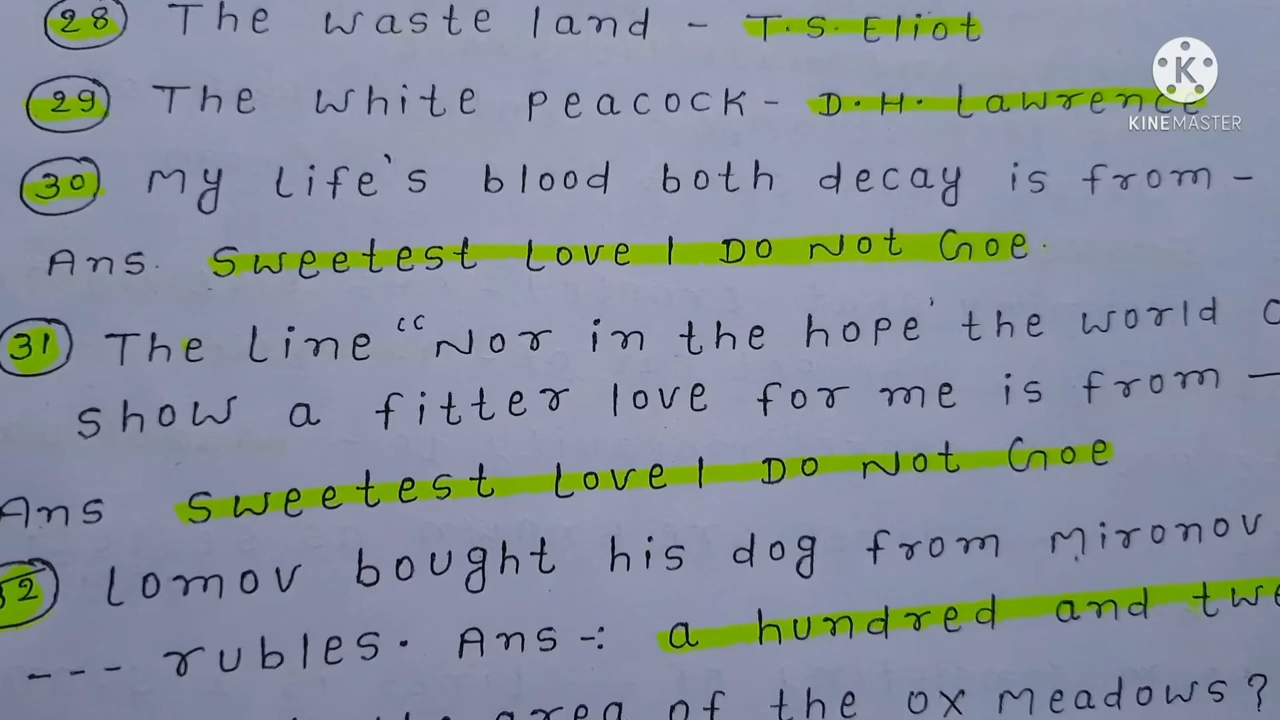 28 The waste land - T.S. Eliot
29 The white peacock - D.H. Lawrence
KINEMASTER
30 My life's blood both decay is from -
Ans. Sweetest Love I Do Not Goe.
31 The Line "Nor in the hope' the world
show a fitter love for me is from -
Ans Sweetest Love I Do Not Goe
Lomov bought his dog from Mironov
--- rubles. Ans -: a hundred and
area of the ox meadows?